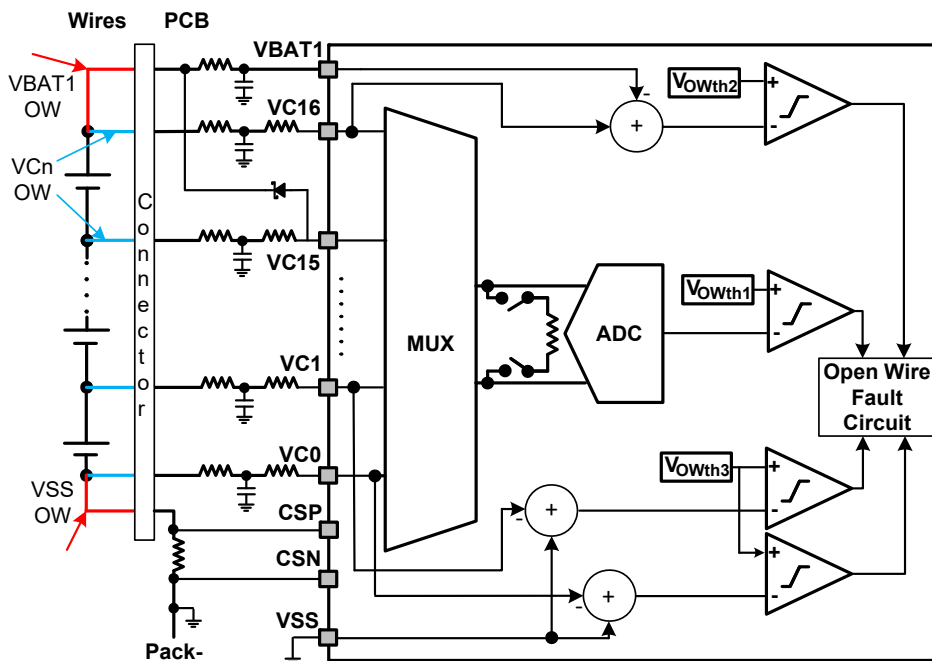 Wires PCB
VBAT1
VBAT1
OW
VC16
VCn
OW
Connector
VC15
MUX
ADC
VC1
VC0
VSS
OW
CSP
CSN
VSS
Pack-
VOWth2
+
-
-
+
VOWth1
+
-
Open Wire
Fault
Circuit
VOWth3
+
-
-
+
+
-
-
+